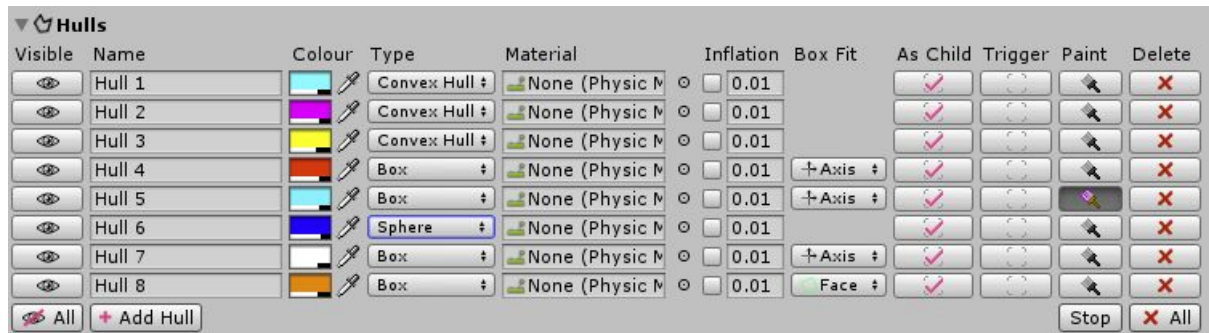 Hulls
Visible Name Colour Type Material Inflation Box Fit As Child Trigger Paint Delete
Hull 1 Convex Hull None (Physic M 0.01
Hull 2 Convex Hull None (Physic M 0.01
Hull 3 Convex Hull None (Physic M 0.01
Hull 4 Box None (Physic M 0.01 Axis
Hull 5 Box None (Physic M 0.01 Axis
Hull 6 Sphere None (Physic M 0.01
Hull 7 Box None (Physic M 0.01 Axis
Hull 8 Box None (Physic M 0.01 Face
All + Add Hull Stop All